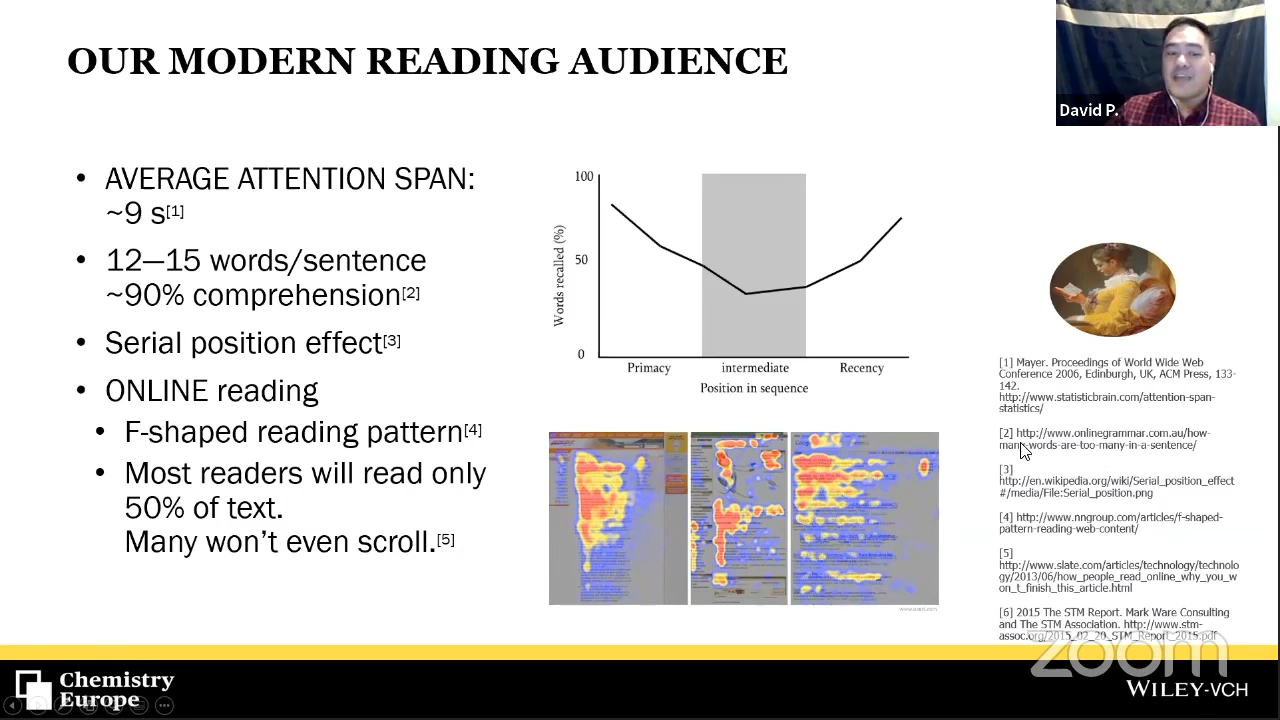 OUR MODERN READING AUDIENCE
David P.
• AVERAGE ATTENTION SPAN:
~9 s[1]
• 12—15 words/sentence
~90% comprehension[2]
• Serial position effect[3]
• ONLINE reading
• F-shaped reading pattern[4]
• Most readers will read only
50% of text.
Many won't even scroll.[5]
100
50
0
Words recalled (%)
Primacy
intermediate
Recency
Position in sequence
[1] Mayer. Proceedings of World Wide Web
Conference 2006, Edinburgh, UK, ACM Press, 133-
142.
http://www.statisticbrain.com/attention-span-
statistics/
[2] http://www.onlinegrammar.com.au/how-
many-words-are-too-many-in-a-sentence/
[3]
http://en.wikipedia.org/wiki/Serial_position_effect
#/media/File:Serial_position.png
[4] http://www.nngroup.com/articles/f-shaped-
pattern-reading-web-content/
[5]
http://www.slate.com/articles/technology/technolo
gy/2013/06/how_people_read_online_why_you_w
on_t_finish_this_article.html
[6] 2015 The STM Report. Mark Ware Consulting
and The STM Association. http://www.stm-
assoc.org/2015_02_20_STM_Report_2015.pdf
zoom
Chemistry
Europe
WILEY-VCH